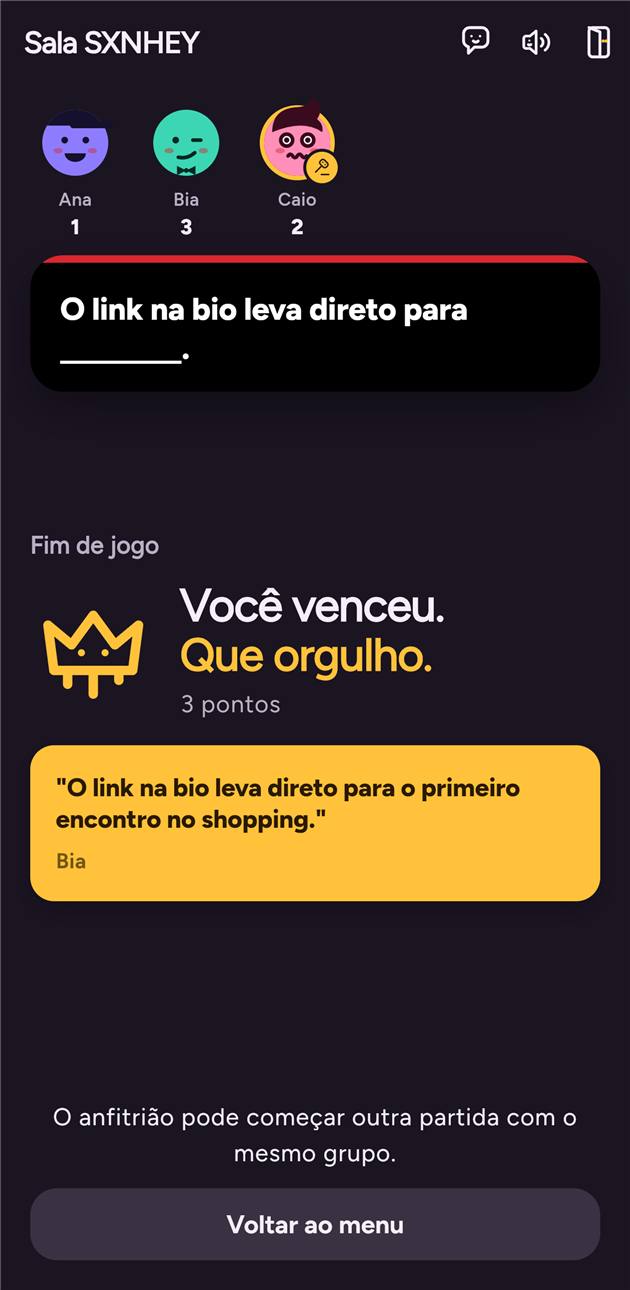 Sala SXNHEY
Ana
Bia
Caio
1
3
2
O link na bio leva direto para
________.
Fim de jogo
Você venceu.
Que orgulho.
3 pontos
"O link na bio leva direto para o primeiro
encontro no shopping."
Bia
O anfitrião pode começar outra partida com o
mesmo grupo.
Voltar ao menu